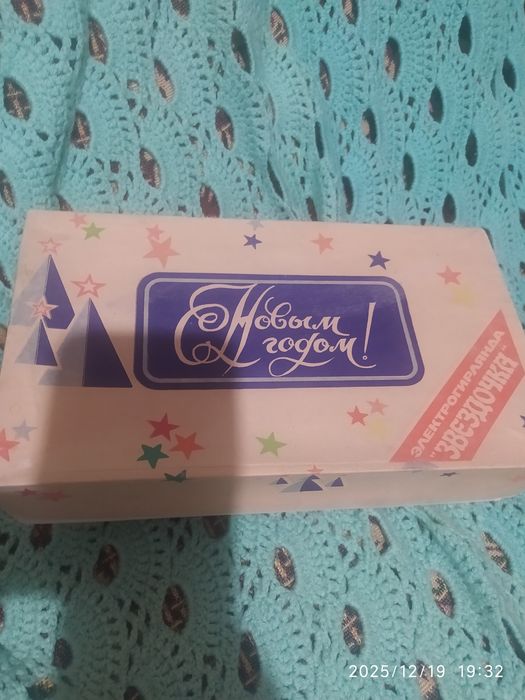 С Новым
годом!
ЭЛЕКТРОГИРЛЯНДА
"ЗВЕЗДОЧКА"
2025/12/19 19:32